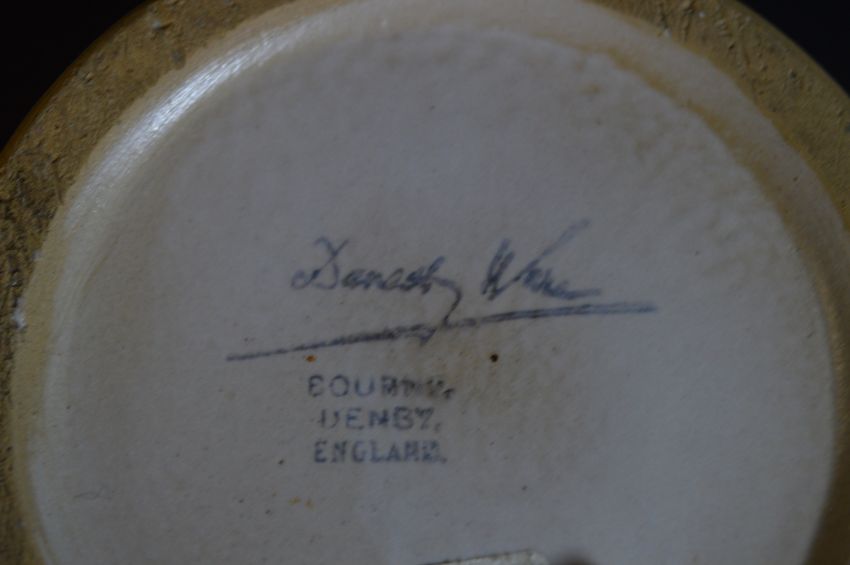 Danesby Ware
BOURNE,
DENBY,
ENGLAND.